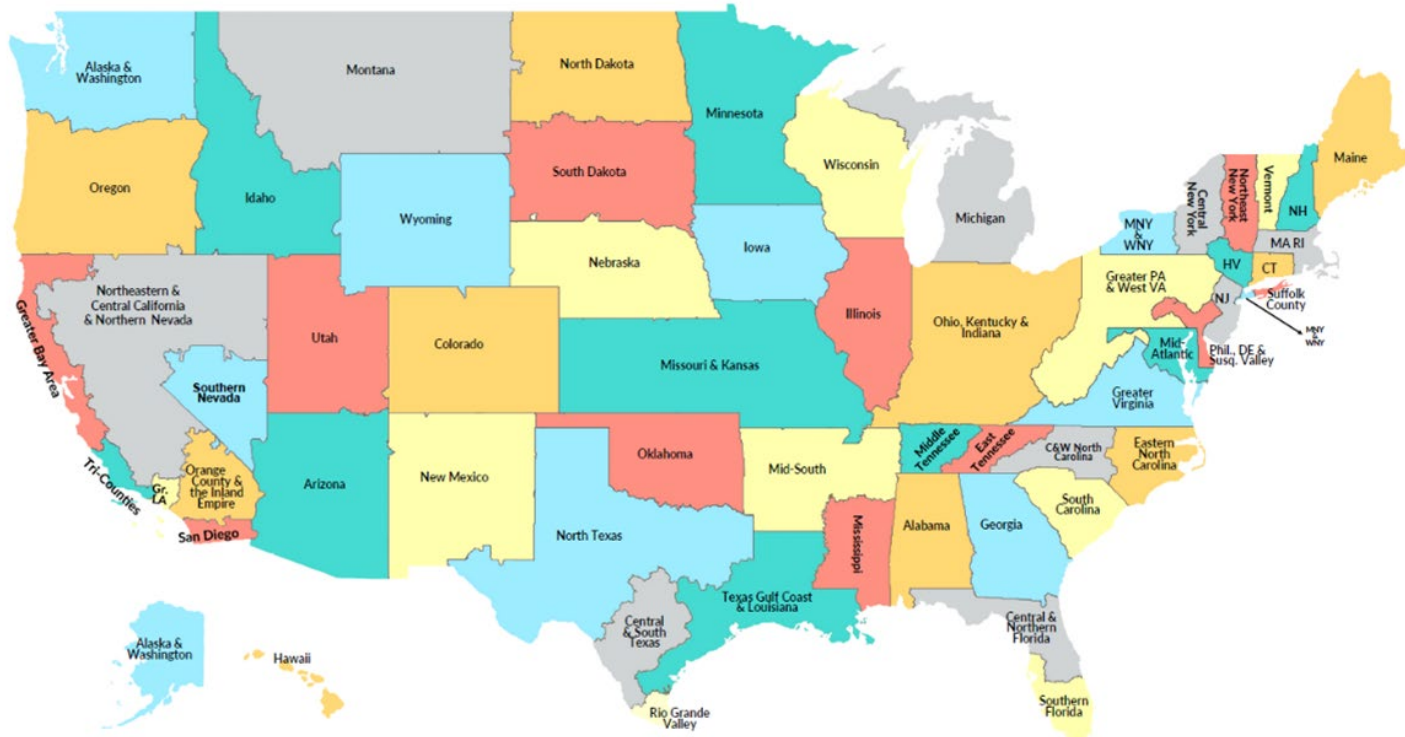 Alaska &
Washington
Montana
North Dakota
Minnesota
Oregon
Idaho
South Dakota
Wisconsin
Wyoming
Michigan
Iowa
Nebraska
MNY
&
WNY
Central
New York
Northeast
New York
Vermont
NH
Maine
MA RI
HV
CT
Greater PA
& West VA
NJ
Suffolk
County
MNY
&
WNY
Northeastern &
Central California
& Northern Nevada
Greater Bay Area
Utah
Colorado
Illinois
Ohio, Kentucky &
Indiana
Missouri & Kansas
Mid-
Atlantic
Phil., DE &
Susq. Valley
Southern
Nevada
Greater
Virginia
Tri-Counties
Gr.
LA
Orange
County &
the Inland
Empire
San Diego
Arizona
New Mexico
Oklahoma
Mid-South
Middle
Tennessee
East
Tennessee
C&W North
Carolina
Eastern
North
Carolina
North Texas
Mississippi
Alabama
Georgia
South
Carolina
Texas Gulf Coast
& Louisiana
Central
& South
Texas
Central &
Northern
Florida
Alaska &
Washington
Hawaii
Rio Grande
Valley
Southern
Florida